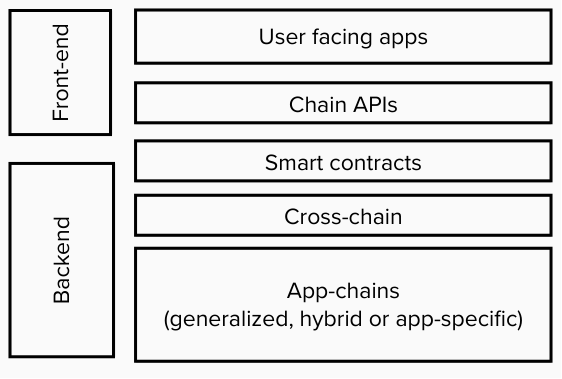 Front-end
User facing apps
Chain APIs
Backend
Smart contracts
Cross-chain
App-chains
(generalized, hybrid or app-specific)